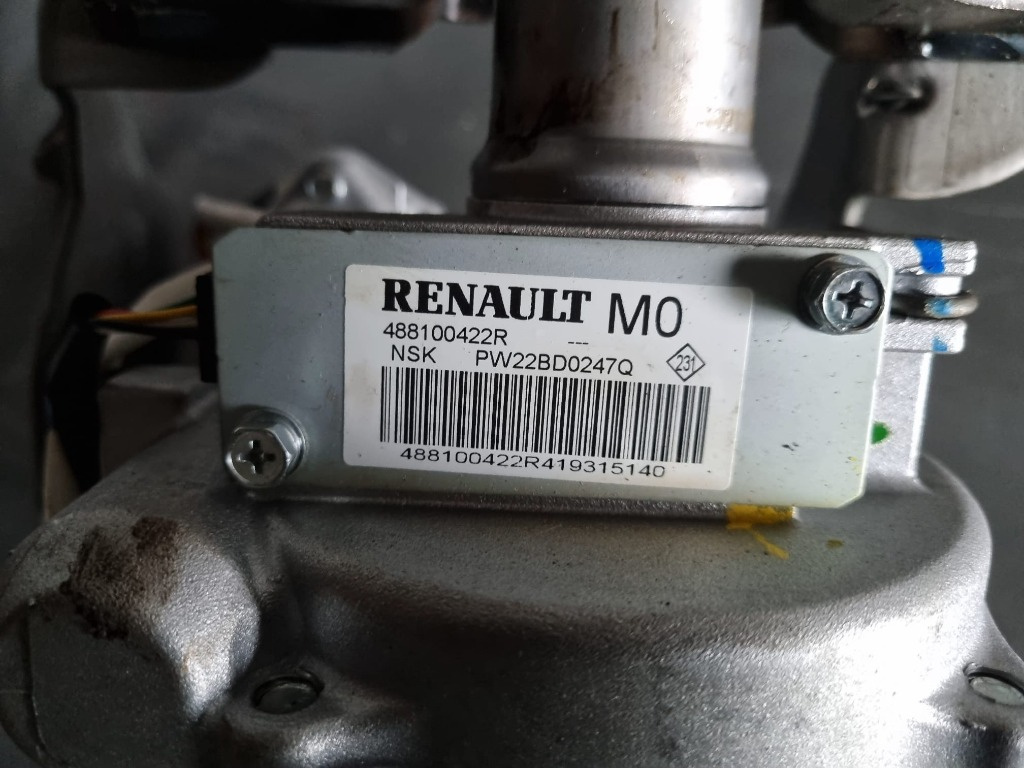 RENAULT M0
488100422R ---
NSK PW22BD0247Q 231
488100422R419315140